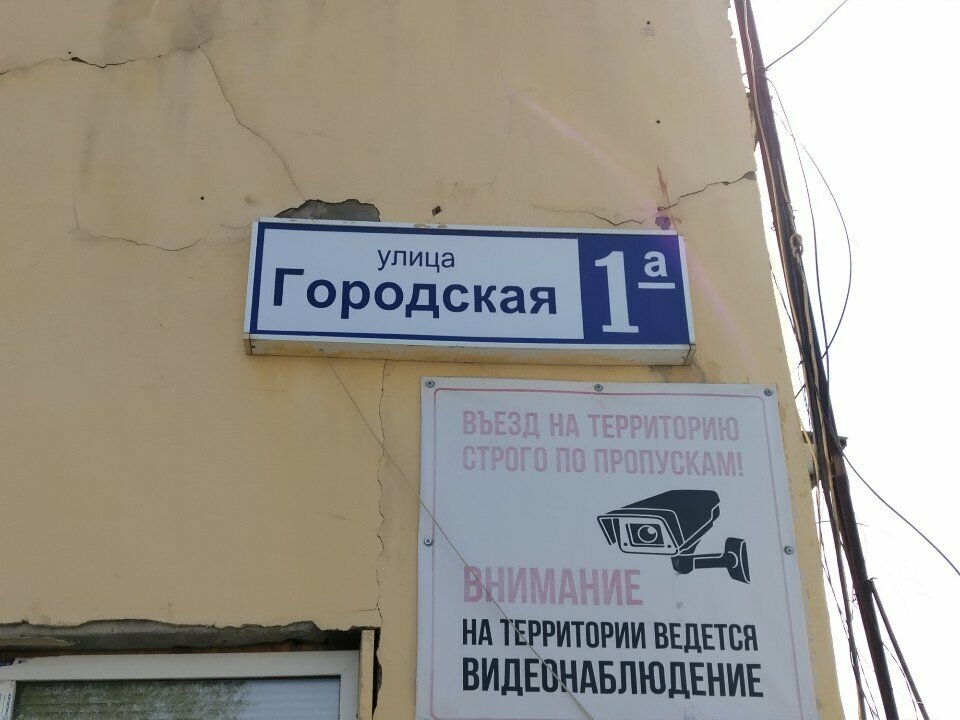 улица
Городская
1а
ВЪЕЗД НА ТЕРРИТОРИЮ
СТРОГО ПО ПРОПУСКАМ!
ВНИМАНИЕ
НА ТЕРРИТОРИИ ВЕДЕТСЯ
ВИДЕОНАБЛЮДЕНИЕ